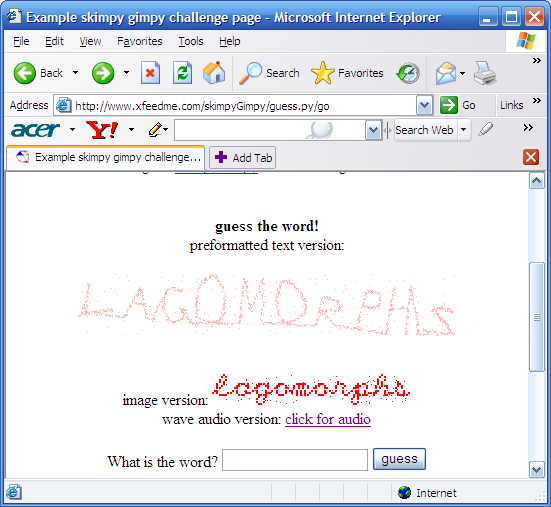 Example skimpy gimpy challenge page - Microsoft Internet Explorer
File Edit View Favorites Tools Help
Back Search Favorites
Address http://www.xfeedme.com/skimpyGimpy/guess.py/go Go Links
acer Y! Search Web
Example skimpy gimpy challenge... Add Tab
guess the word!
preformatted text version:
LAGOMORPHs
image version: lagomorphs
wave audio version: click for audio
What is the word? guess
Internet